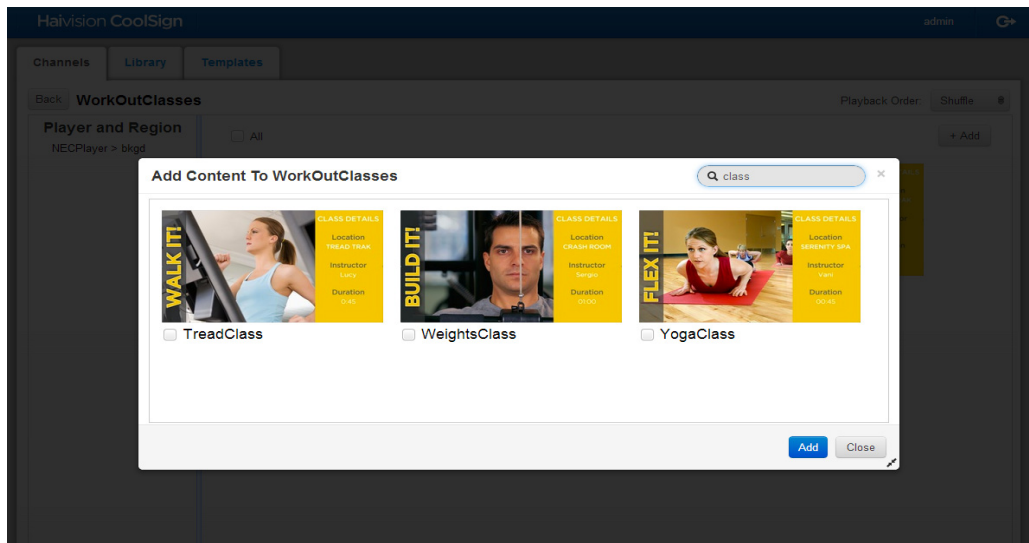 Haivision CoolSign
admin
Channels
Library
Templates
Back
WorkOutClasses
Playback Order:
Shuffle
Player and Region
All
+ Add
NECPlayer > bkgd
Add Content To WorkOutClasses
class
×
WALK IT!
CLASS DETAILS
Location
TREAD TRAK
Instructor
Lucy
Duration
0:45
BUILD IT!
CLASS DETAILS
Location
CRASH ROOM
Instructor
Sergio
Duration
01:00
FLEX IT!
CLASS DETAILS
Location
SERENITY SPA
Instructor
Vani
Duration
00:45
TreadClass
WeightsClass
YogaClass
Add
Close